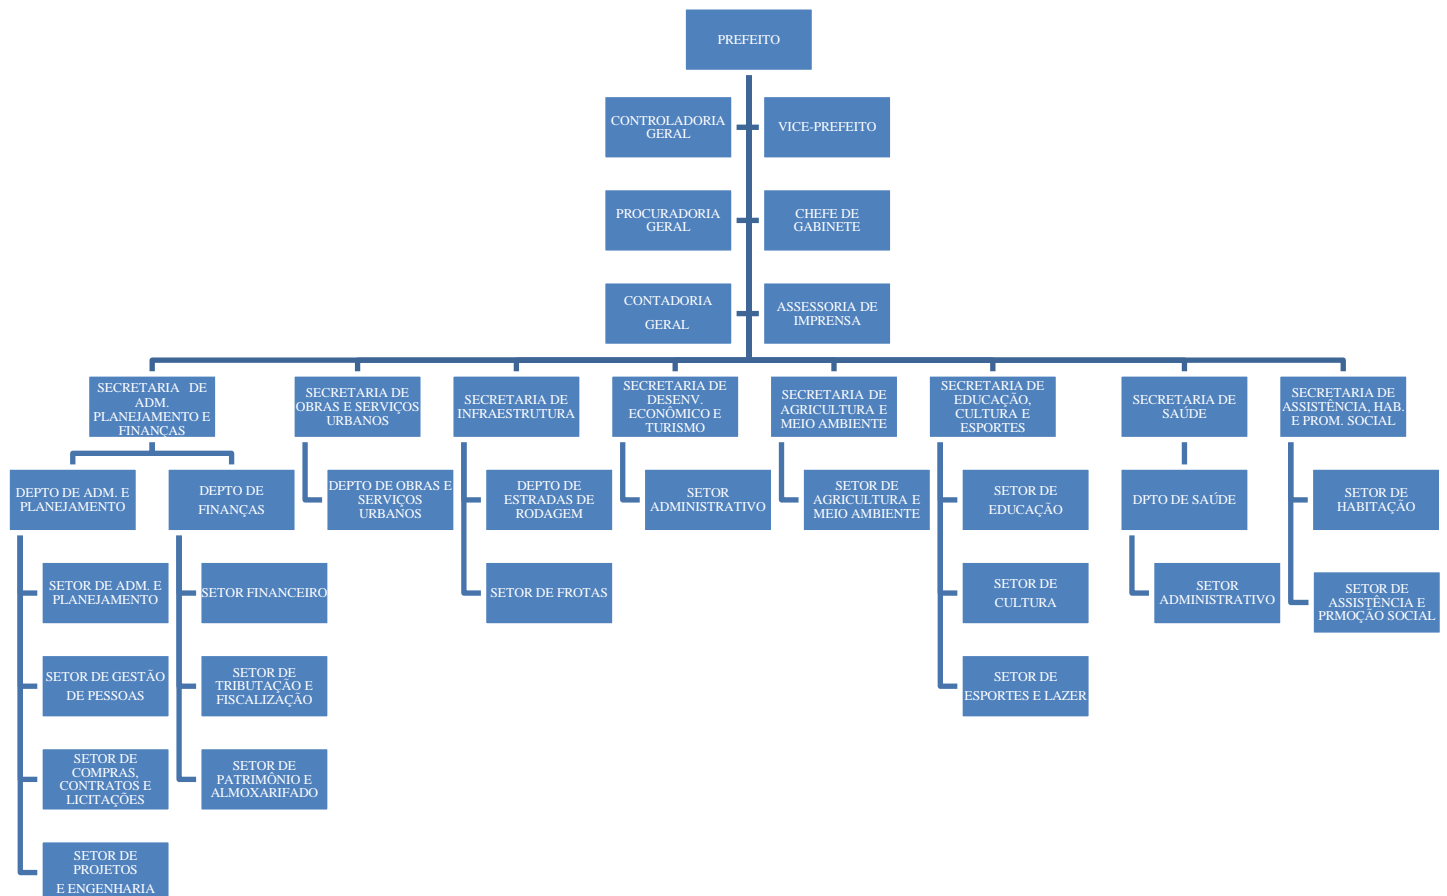 PREFEITO
CONTROLADORIA
GERAL
VICE-PREFEITO
PROCURADORIA
GERAL
CHEFE DE
GABINETE
CONTADORIA
GERAL
ASSESSORIA DE
IMPRENSA
SECRETARIA DE
ADM.
PLANEJAMENTO E
FINANÇAS
SECRETARIA DE
OBRAS E SERVIÇOS
URBANOS
SECRETARIA DE
INFRAESTRUTURA
SECRETARIA DE
DESENV.
ECONÔMICO E
TURISMO
SECRETARIA DE
AGRICULTURA E
MEIO AMBIENTE
SECRETARIA DE
EDUCAÇÃO,
CULTURA E
ESPORTES
SECRETARIA DE
SAÚDE
SECRETARIA DE
ASSISTÊNCIA, HAB.
E PROM. SOCIAL
DEPTO DE ADM. E
PLANEJAMENTO
DEPTO DE
FINANÇAS
DEPTO DE OBRAS E
SERVIÇOS
URBANOS
DEPTO DE
ESTRADAS DE
RODAGEM
SETOR
ADMINISTRATIVO
SETOR DE
AGRICULTURA E
MEIO AMBIENTE
SETOR DE
EDUCAÇÃO
DPTO DE SAÚDE
SETOR DE
HABITAÇÃO
SETOR DE ADM. E
PLANEJAMENTO
SETOR FINANCEIRO
SETOR DE FROTAS
SETOR DE
CULTURA
SETOR
ADMINISTRATIVO
SETOR DE
ASSISTÊNCIA E
PRMOÇÃO SOCIAL
SETOR DE GESTÃO
DE PESSOAS
SETOR DE
TRIBUTAÇÃO E
FISCALIZAÇÃO
SETOR DE
ESPORTES E LAZER
SETOR DE
COMPRAS,
CONTRATOS E
LICITAÇÕES
SETOR DE
PATRIMÔNIO E
ALMOXARIFADO
SETOR DE
PROJETOS
E ENGENHARIA